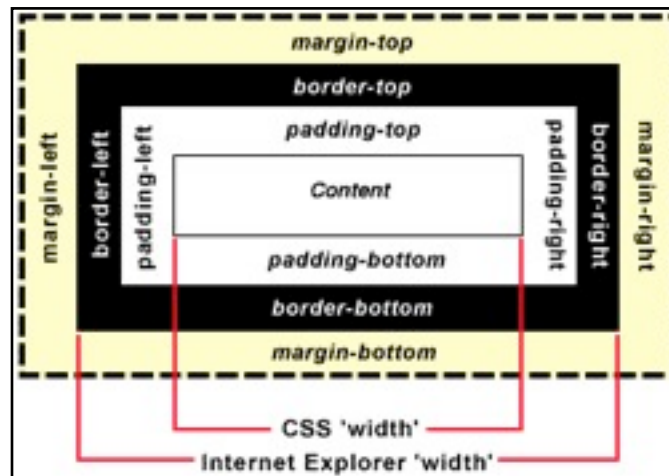 margin-top
border-top
padding-top
margin-left
border-left
padding-left
Content
padding-right
border-right
margin-right
padding-bottom
border-bottom
margin-bottom
CSS 'width'
Internet Explorer 'width'